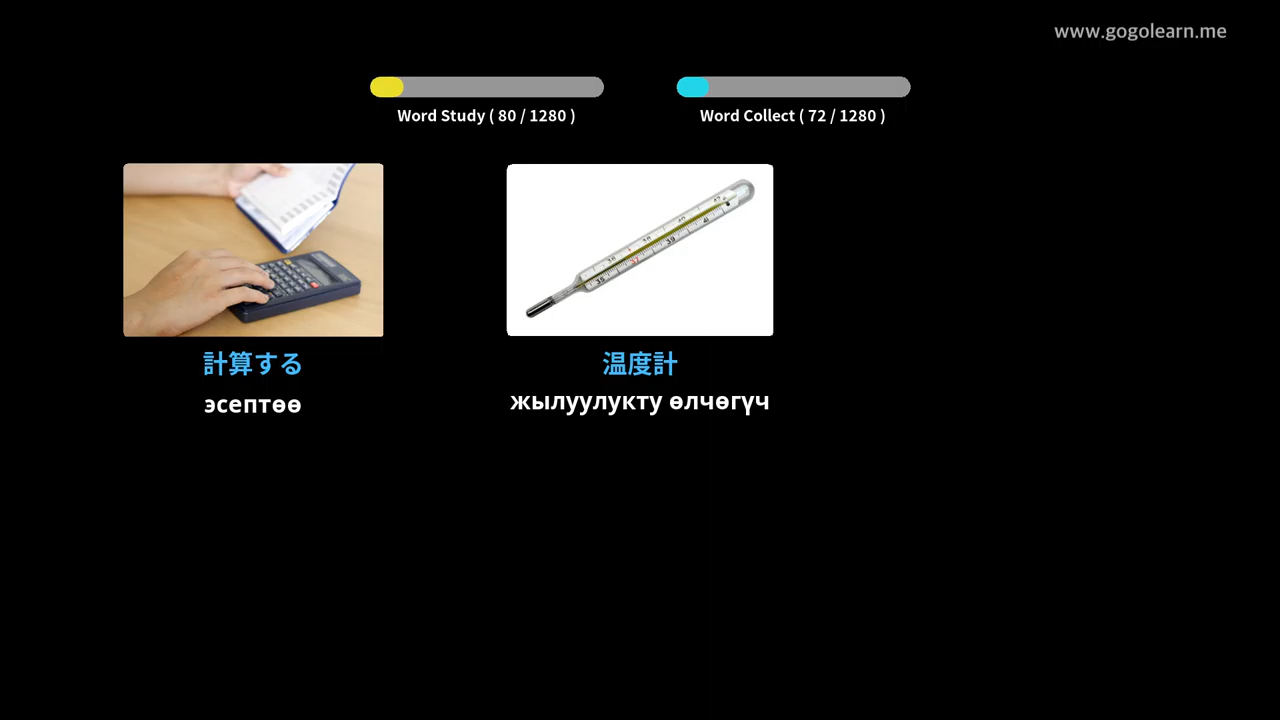 www.gogolearn.me
Word Study ( 80 / 1280 )
Word Collect ( 72 / 1280 )
計算する
эсептөө
温度計
жылуулукту өлчөгүч